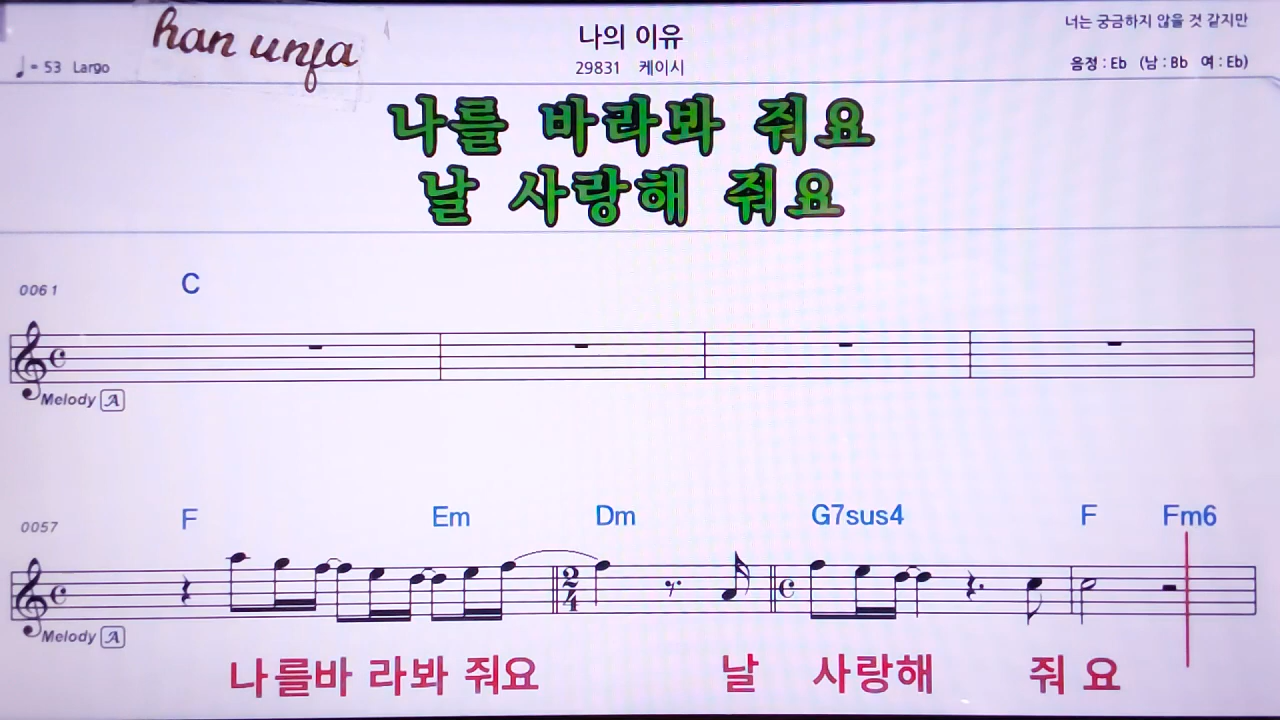 han unja
나의 이유
너는 궁금하지 않을 것 같지만
♩= 53 Largo
29831 케이시
음정 : Eb (남 : Bb 여 : Eb)
나를 바라봐 줘요
날 사랑해 줘요
0061 C
Melody A
0057 F Em Dm G7sus4 F Fm6
2/4
Melody A
나를바 라봐 줘요 날 사랑해 줘 요